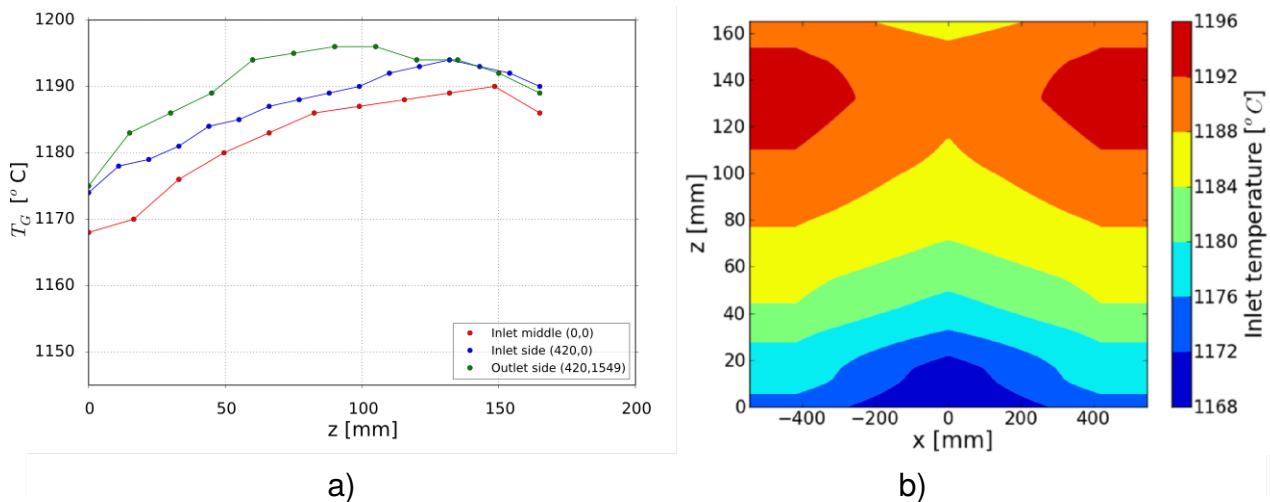 1200
1190
1180
1170
1160
1150
T_G [° C]
0 50 100 150 200
z [mm]
Inlet middle (0,0)
Inlet side (420,0)
Outlet side (420,1549)
a)
160
140
120
100
80
60
40
20
0
z [mm]
−400 −200 0 200 400
x [mm]
1196
1192
1188
1184
1180
1176
1172
1168
Inlet temperature [°C]
b)